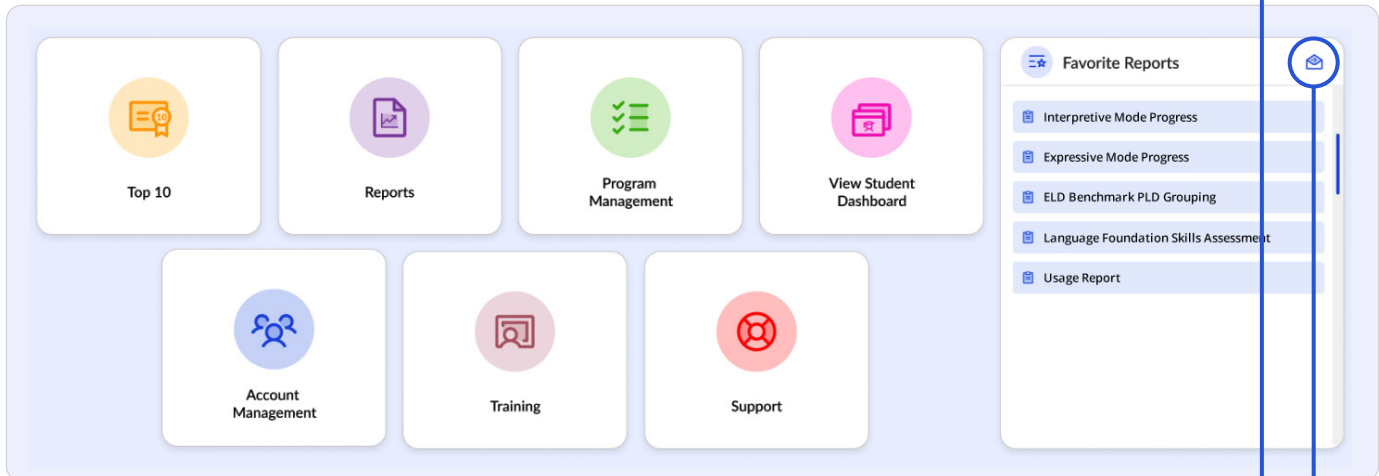 Top 10
Reports
Program
Management
View Student
Dashboard
Account
Management
Training
Support
Favorite Reports
Interpretive Mode Progress
Expressive Mode Progress
ELD Benchmark PLD Grouping
Language Foundation Skills Assessment
Usage Report